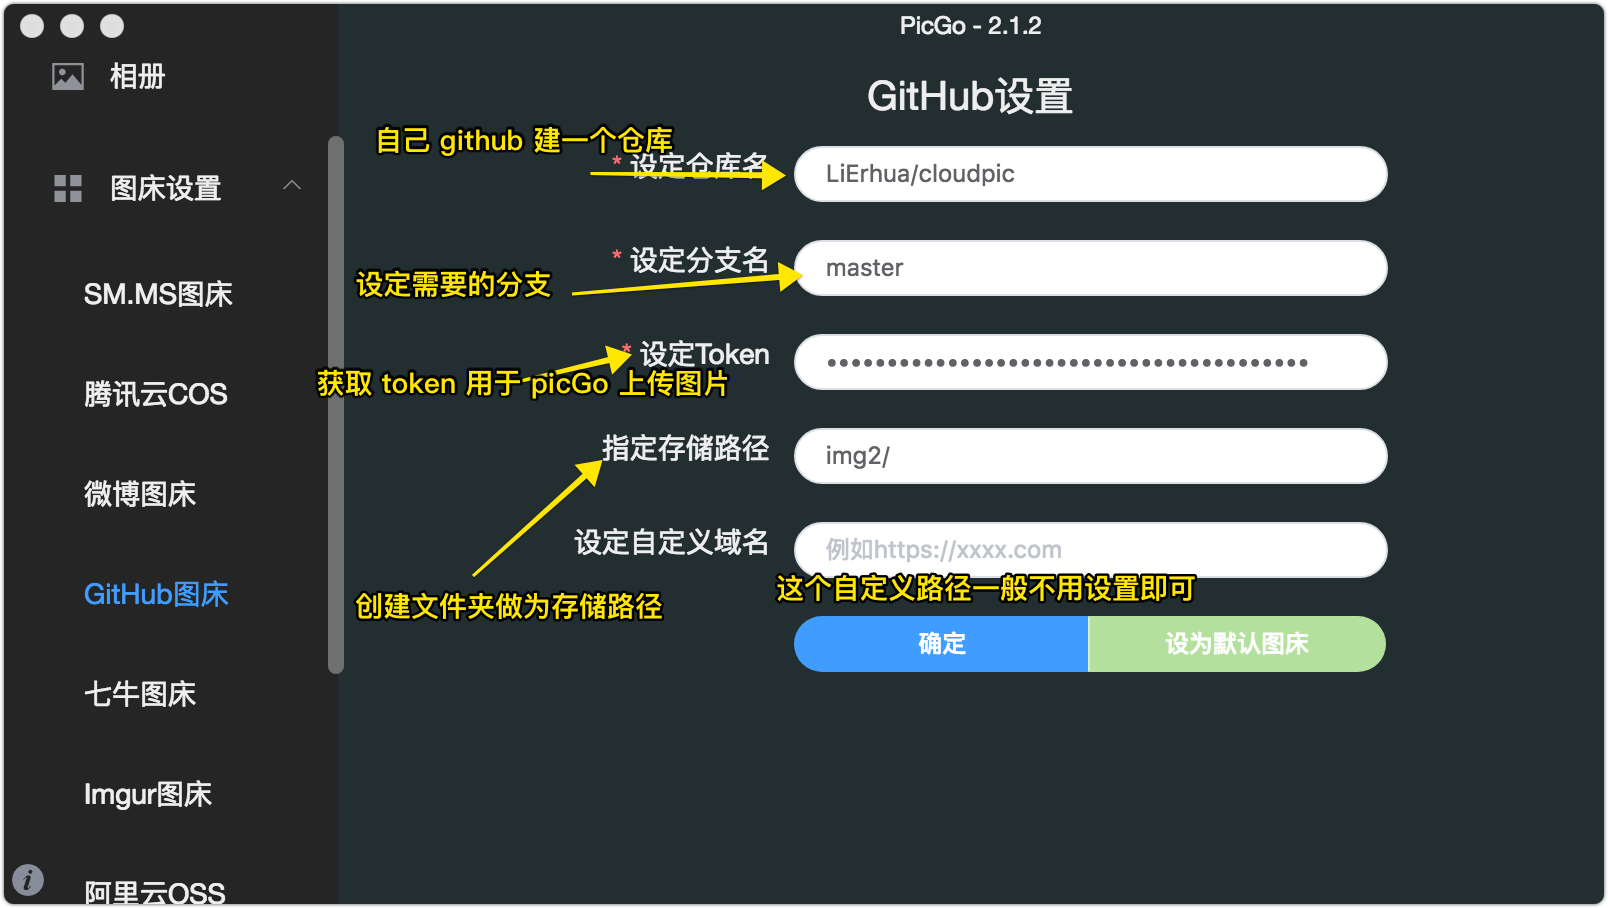 PicGo - 2.1.2
相册
图床设置
SM.MS图床
腾讯云COS
微博图床
GitHub图床
七牛图床
Imgur图床
阿里云OSS
GitHub设置
自己 github 建一个仓库
* 设定仓库名
LiErhua/cloudpic
* 设定分支名
master
设定需要的分支
* 设定Token
••••••••••••••••••••••••••••••••••••••••
获取 token 用于 picGo 上传图片
指定存储路径
img2/
设定自定义域名
例如https://xxxx.com
这个自定义路径一般不用设置即可
创建文件夹做为存储路径
确定
设为默认图床